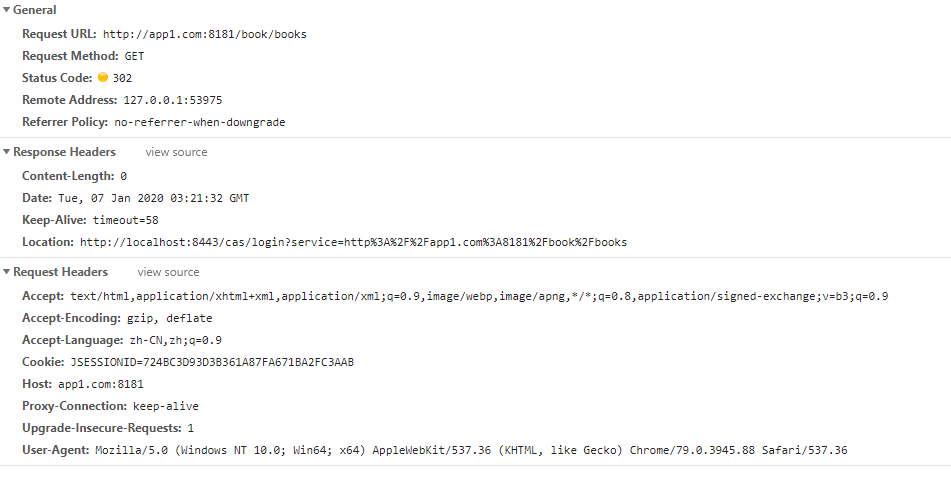 General
Request URL: http://app1.com:8181/book/books
Request Method: GET
Status Code: 302
Remote Address: 127.0.0.1:53975
Referrer Policy: no-referrer-when-downgrade
Response Headers view source
Content-Length: 0
Date: Tue, 07 Jan 2020 03:21:32 GMT
Keep-Alive: timeout=58
Location: http://localhost:8443/cas/login?service=http%3A%2F%2Fapp1.com%3A8181%2Fbook%2Fbooks
Request Headers view source
Accept: text/html,application/xhtml+xml,application/xml;q=0.9,image/webp,image/apng,*/*;q=0.8,application/signed-exchange;v=b3;q=0.9
Accept-Encoding: gzip, deflate
Accept-Language: zh-CN,zh;q=0.9
Cookie: JSESSIONID=724BC3D93D3B361A87FA671BA2FC3AAB
Host: app1.com:8181
Proxy-Connection: keep-alive
Upgrade-Insecure-Requests: 1
User-Agent: Mozilla/5.0 (Windows NT 10.0; Win64; x64) AppleWebKit/537.36 (KHTML, like Gecko) Chrome/79.0.3945.88 Safari/537.36